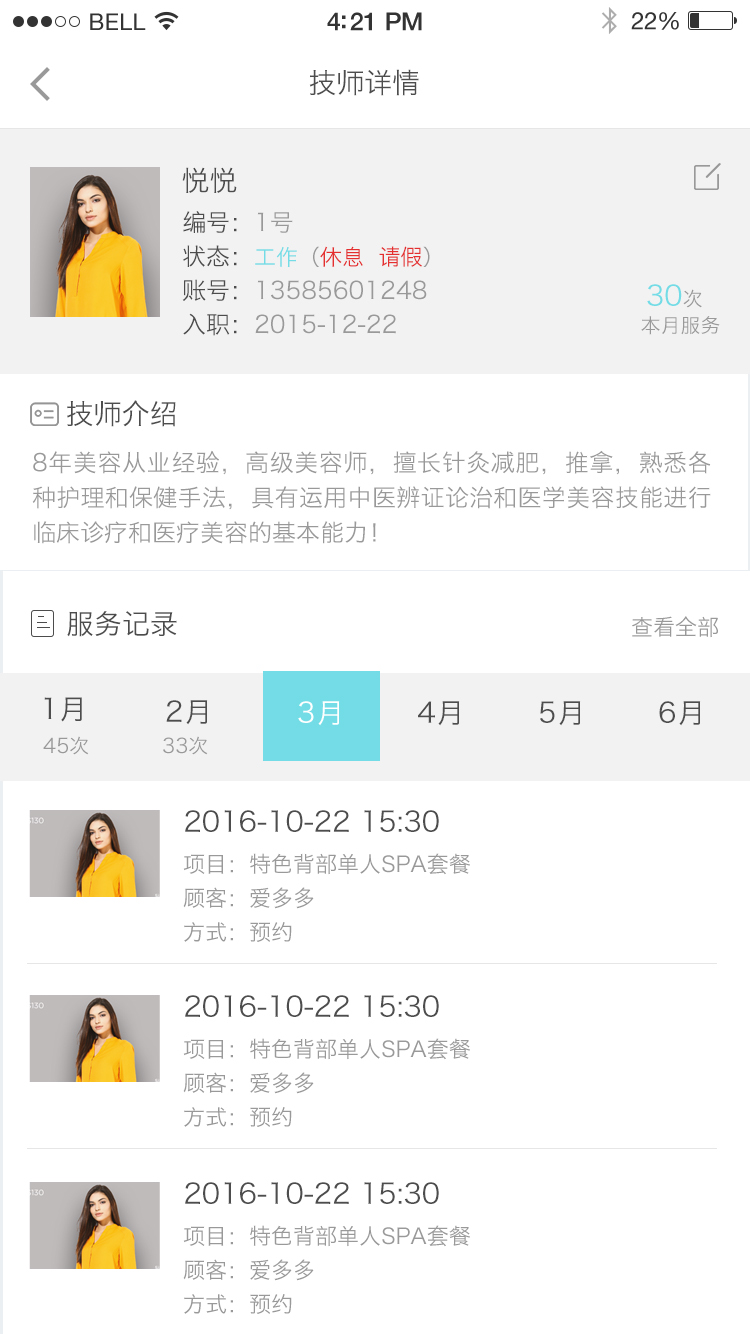 BELL 4:21 PM 22%
技师详情
悦悦
编号：1号
状态：工作（休息 请假）
账号：13585601248
入职：2015-12-22
30次
本月服务
技师介绍
8年美容从业经验，高级美容师，擅长针灸减肥，推拿，熟悉各
种护理和保健手法，具有运用中医辨证论治和医学美容技能进行
临床诊疗和医疗美容的基本能力！
服务记录 查看全部
1月 2月 3月 4月 5月 6月
45次 33次
2016-10-22 15:30
项目：特色背部单人SPA套餐
顾客：爱多多
方式：预约
2016-10-22 15:30
项目：特色背部单人SPA套餐
顾客：爱多多
方式：预约
2016-10-22 15:30
项目：特色背部单人SPA套餐
顾客：爱多多
方式：预约